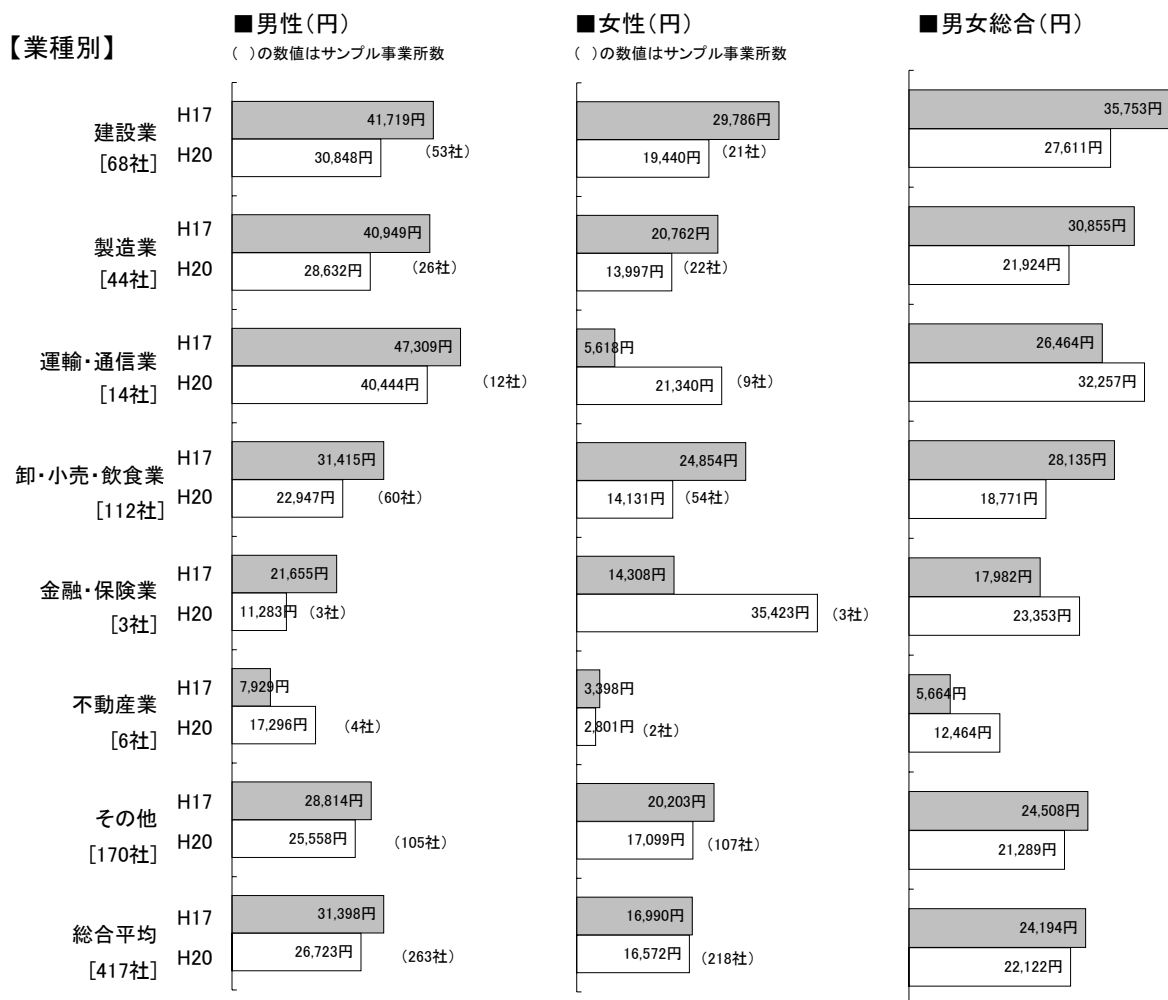 【業種別】
■男性(円)
( )の数値はサンプル事業所数
■女性(円)
( )の数値はサンプル事業所数
■男女総合(円)
建設業
[68社]
H17
H20
41,719円
30,848円
(53社)
29,786円
19,440円
(21社)
35,753円
27,611円
製造業
[44社]
H17
H20
40,949円
28,632円
(26社)
20,762円
13,997円
(22社)
30,855円
21,924円
運輸・通信業
[14社]
H17
H20
47,309円
40,444円
(12社)
5,618円
21,340円
(9社)
26,464円
32,257円
卸・小売・飲食業
[112社]
H17
H20
31,415円
22,947円
(60社)
24,854円
14,131円
(54社)
28,135円
18,771円
金融・保険業
[3社]
H17
H20
21,655円
11,283円
(3社)
14,308円
35,423円
(3社)
17,982円
23,353円
不動産業
[6社]
H17
H20
7,929円
17,296円
(4社)
3,398円
2,801円
(2社)
5,664円
12,464円
その他
[170社]
H17
H20
28,814円
25,558円
(105社)
20,203円
17,099円
(107社)
24,508円
21,289円
総合平均
[417社]
H17
H20
31,398円
26,723円
(263社)
16,990円
16,572円
(218社)
24,194円
22,122円